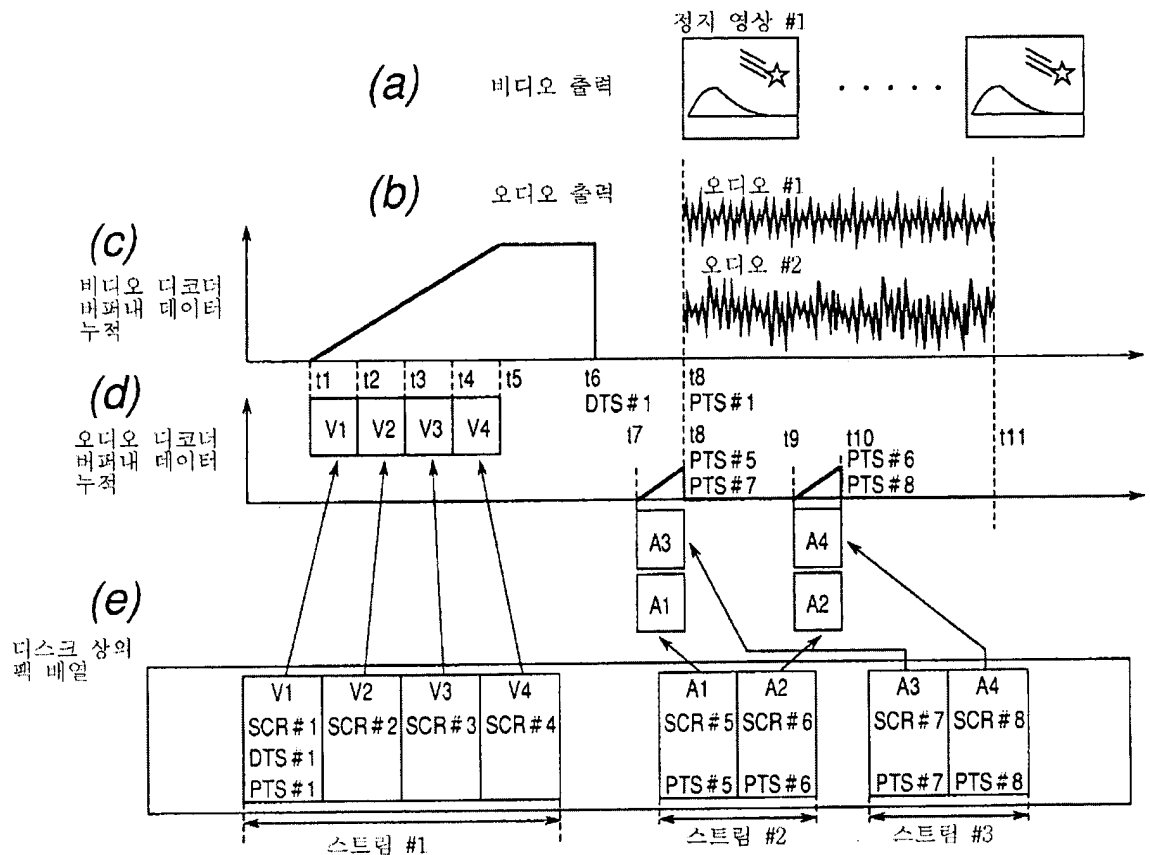 정지 영상 #1
(a) 비디오 출력
(b) 오디오 출력
오디오 #1
오디오 #2
(c)
비디오 디코더
버퍼내 데이터
누적
t1 t2 t3 t4 t5 t6 t8
DTS#1 PTS#1
(d)
오디오 디코더
버퍼내 데이터
누적
V1 V2 V3 V4
t7 t8 t9 t10 t11
PTS#5 PTS#6
PTS#7 PTS#8
A3 A4
A1 A2
(e)
디스크 상의
팩 배열
V1 V2 V3 V4 A1 A2 A3 A4
SCR#1 SCR#2 SCR#3 SCR#4 SCR#5 SCR#6 SCR#7 SCR#8
DTS#1
PTS#1 PTS#5 PTS#6 PTS#7 PTS#8
스트림 #1 스트림 #2 스트림 #3